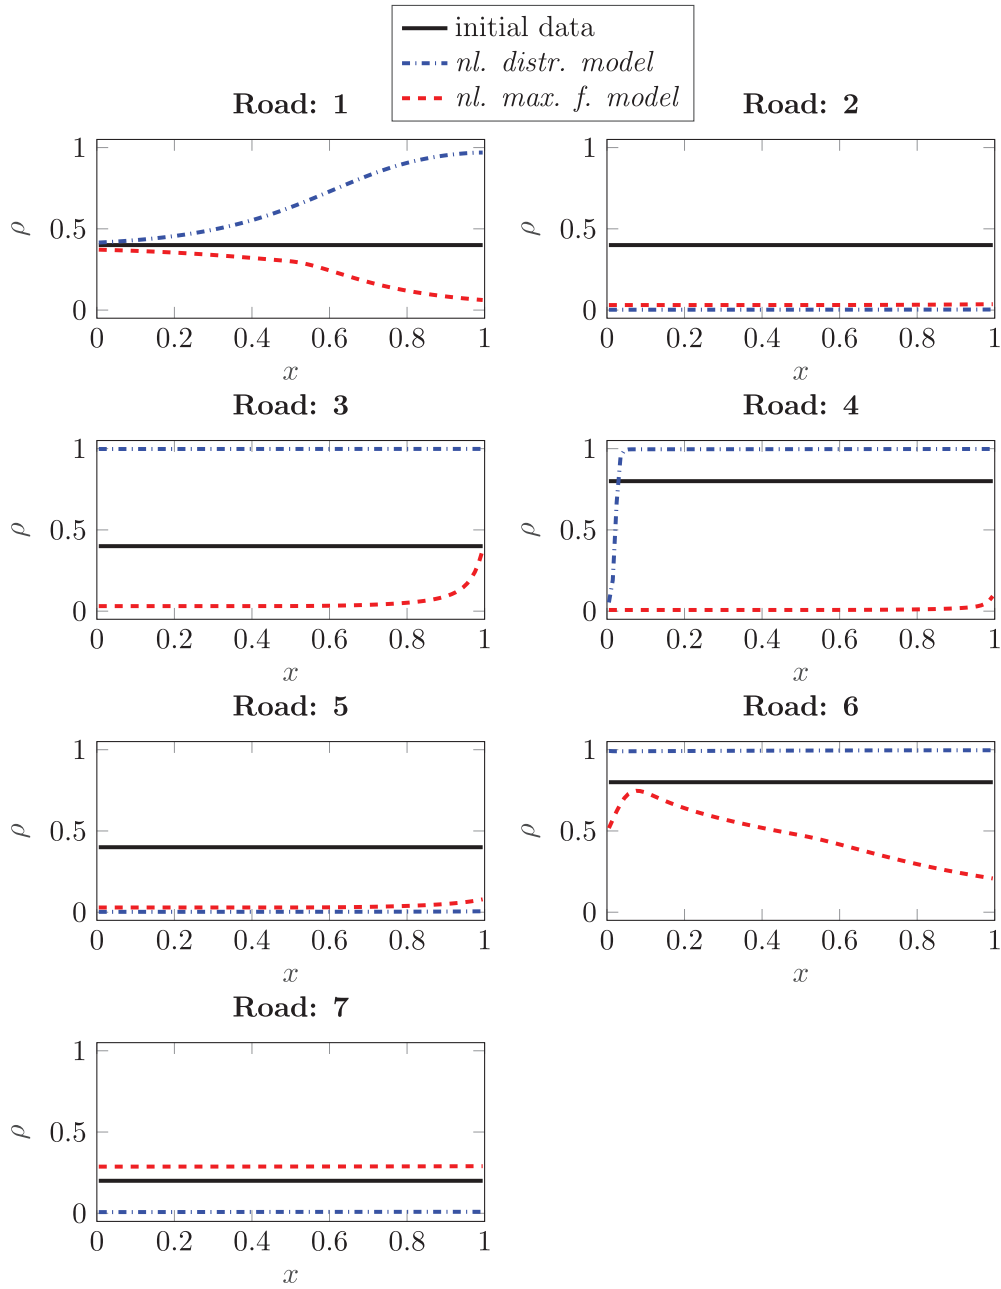 initial data
nl. distr. model
nl. max. f. model
Road: 1
1
0.5
0
ρ
0 0.2 0.4 0.6 0.8 1
x
Road: 2
1
0.5
0
ρ
0 0.2 0.4 0.6 0.8 1
x
Road: 3
1
0.5
0
ρ
0 0.2 0.4 0.6 0.8 1
x
Road: 4
1
0.5
0
ρ
0 0.2 0.4 0.6 0.8 1
x
Road: 5
1
0.5
0
ρ
0 0.2 0.4 0.6 0.8 1
x
Road: 6
1
0.5
0
ρ
0 0.2 0.4 0.6 0.8 1
x
Road: 7
1
0.5
0
ρ
0 0.2 0.4 0.6 0.8 1
x